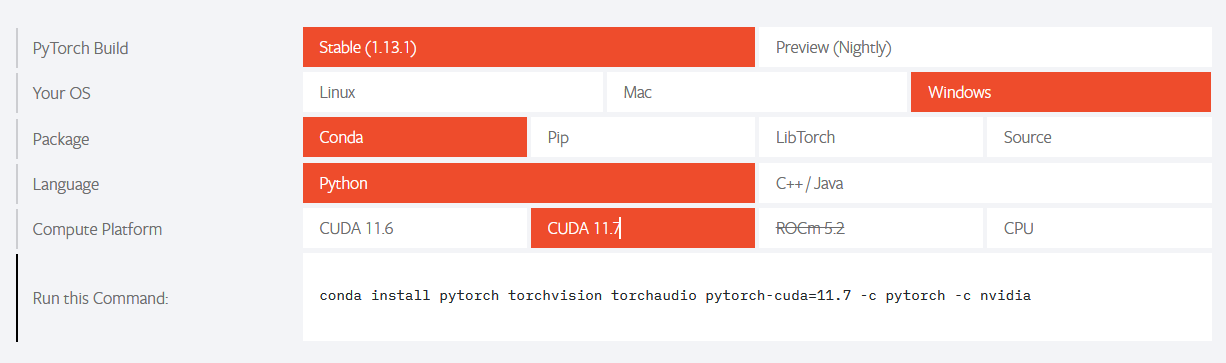 PyTorch Build Stable (1.13.1) Preview (Nightly)
Your OS Linux Mac Windows
Package Conda Pip LibTorch Source
Language Python C++ / Java
Compute Platform CUDA 11.6 CUDA 11.7 ROCm 5.2 CPU
Run this Command: conda install pytorch torchvision torchaudio pytorch-cuda=11.7 -c pytorch -c nvidia